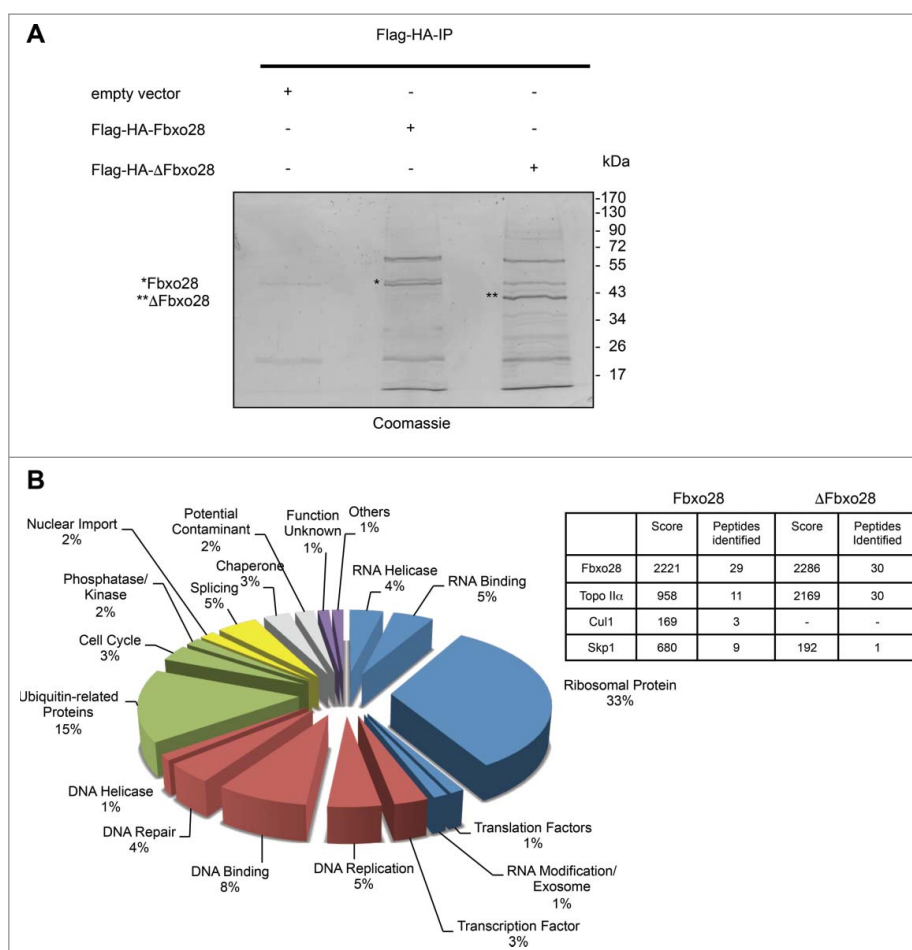 A
Flag-HA-IP
empty vector + - -
Flag-HA-Fbxo28 - + -
Flag-HA-ΔFbxo28 - - +
kDa
-170
-130
- 90
- 72
- 55
- 43
- 34
- 26
- 17
*Fbxo28
**ΔFbxo28
*
**
Coomassie
B
Nuclear Import
2%
Phosphatase/
Kinase
2%
Cell Cycle
3%
Ubiquitin-related
Proteins
15%
DNA Helicase
1%
DNA Repair
4%
DNA Binding
8%
DNA Replication
5%
Transcription Factor
3%
RNA Modification/
Exosome
1%
Translation Factors
1%
Ribosomal Protein
33%
RNA Binding
5%
RNA Helicase
4%
Others
1%
Function
Unknown
1%
Potential
Contaminant
2%
Chaperone
3%
Splicing
5%
Fbxo28 ΔFbxo28
Score Peptides identified Score Peptides Identified
Fbxo28 2221 29 2286 30
Topo IIα 958 11 2169 30
Cul1 169 3 - -
Skp1 680 9 192 1